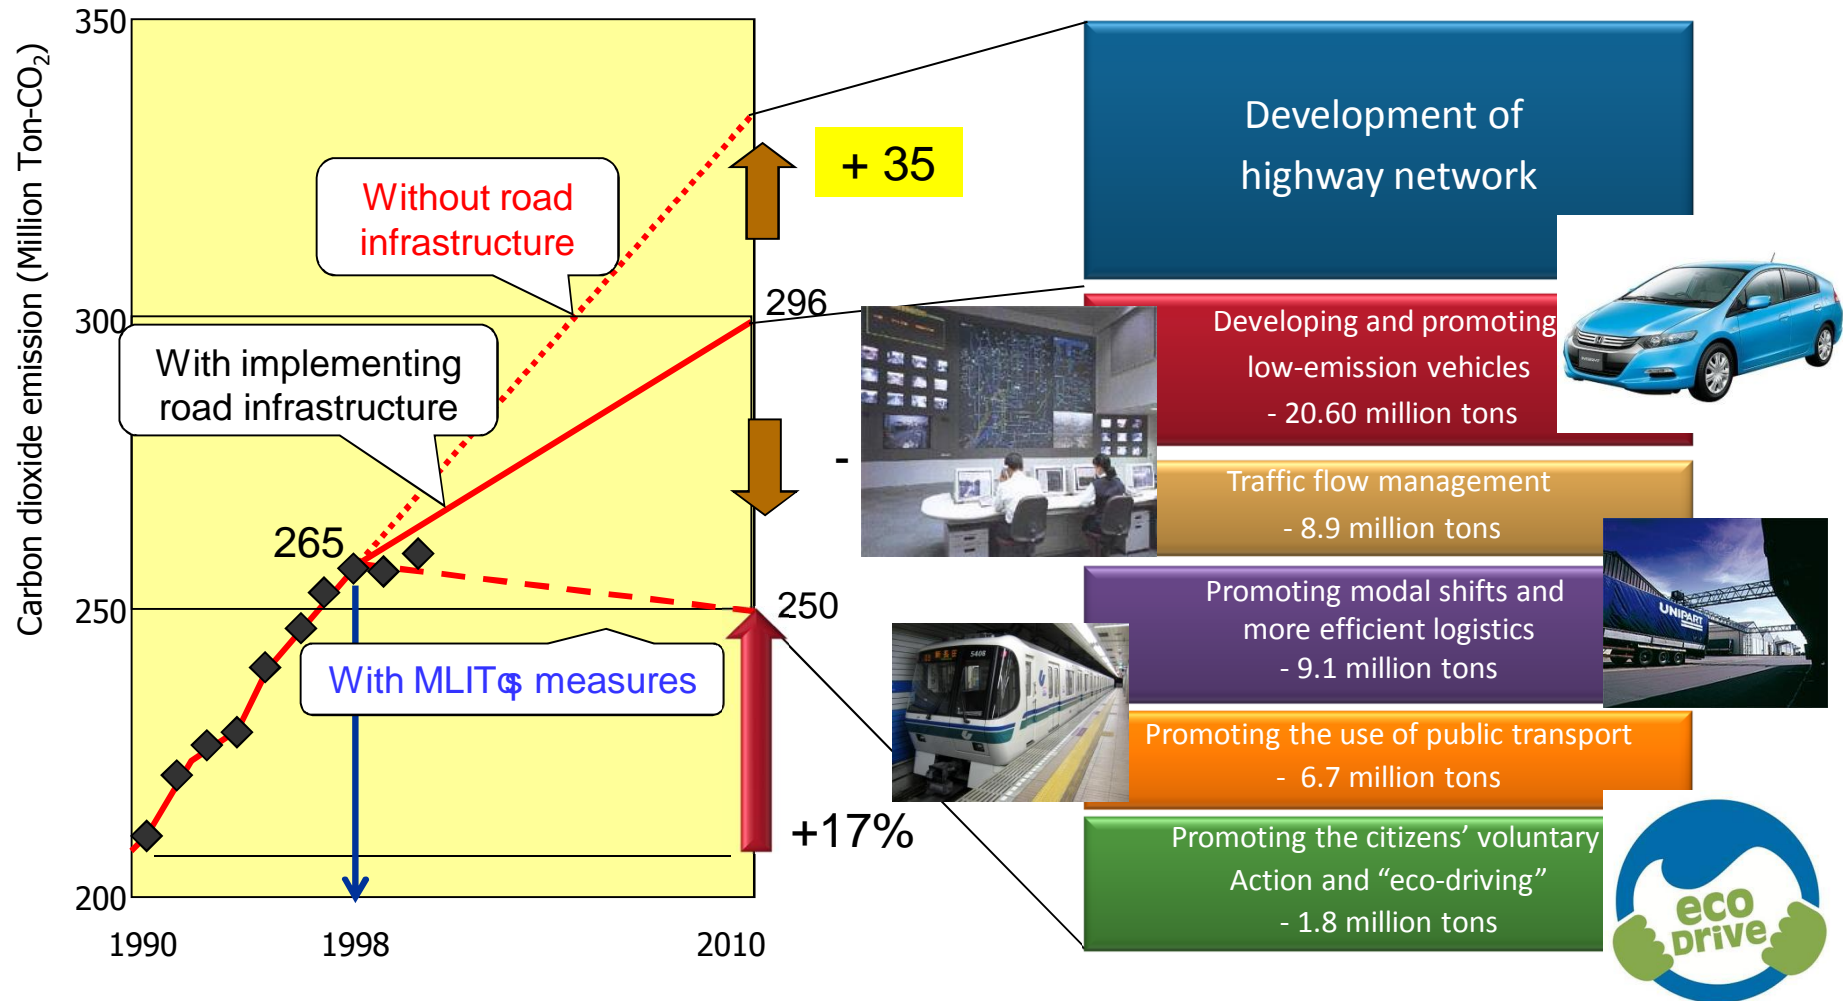 Carbon dioxide emission (Million Ton-CO₂)
350
300
250
200
1990
1998
2010
Without road
infrastructure
With implementing
road infrastructure
265
With MLITqs measures
+ 35
296
-
250
+17%
Development of
highway network
Developing and promoting
low-emission vehicles
- 20.60 million tons
Traffic flow management
- 8.9 million tons
Promoting modal shifts and
more efficient logistics
- 9.1 million tons
UNIPART
Promoting the use of public transport
- 6.7 million tons
5406
Promoting the citizens’ voluntary
Action and “eco-driving”
- 1.8 million tons
eco
Drive